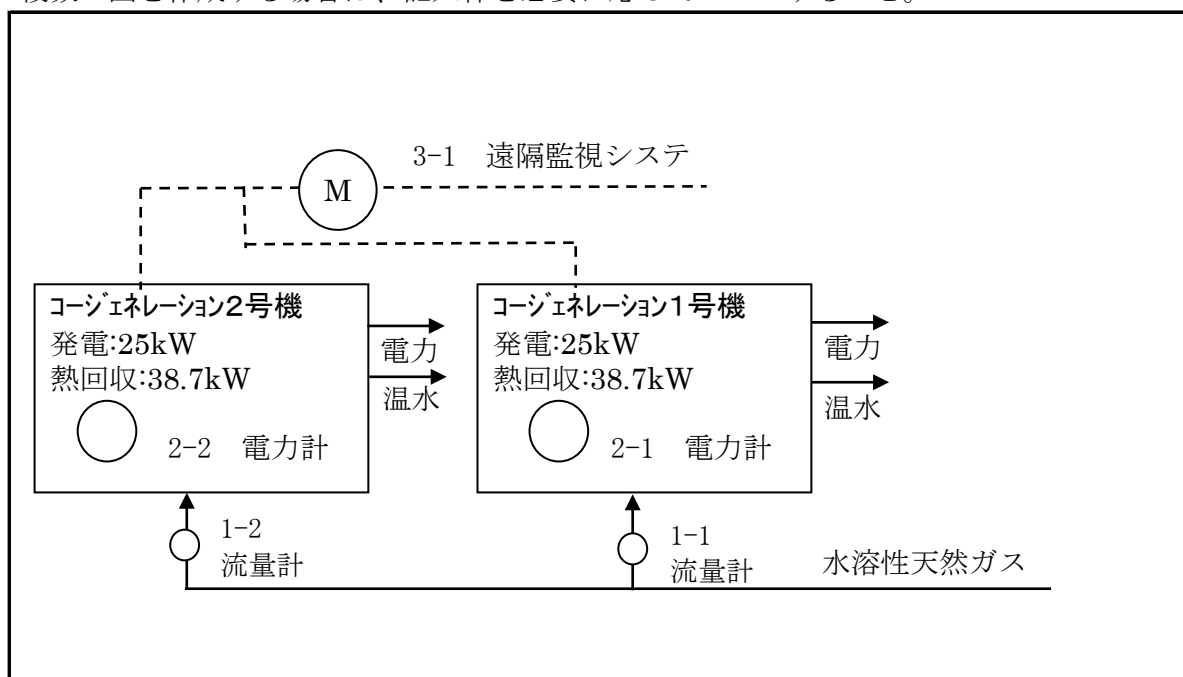 3-1 遠隔監視システ
M
コージェネレーション2号機
発電:25kW
熱回収:38.7kW
2-2 電力計
電力
温水
コージェネレーション1号機
発電:25kW
熱回収:38.7kW
2-1 電力計
電力
温水
1-2
流量計
1-1
流量計
水溶性天然ガス